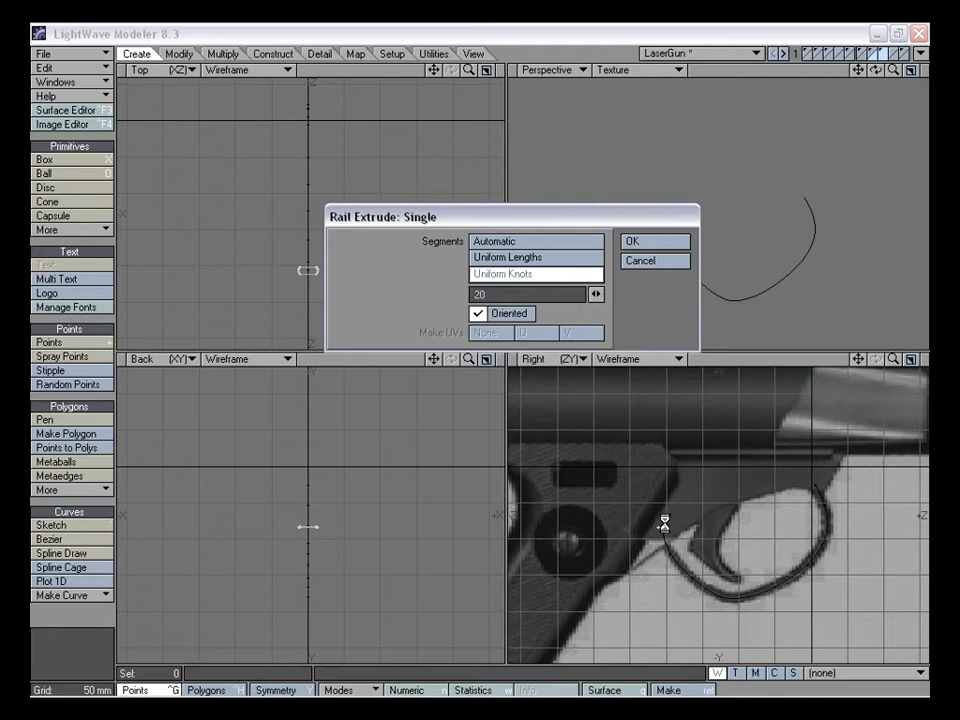 LightWave Modeler 8.3
File Create Modify Multiply Construct Detail Map Setup Utilities View LaserGun * 1
Edit Top (XZ) Wireframe Perspective Texture
Windows
Help
Surface Editor ^F3
Image Editor ^F4
Primitives
Box X
Ball O
Disc
Cone
Capsule
More
Text
Text
Multi Text
Logo
Manage Fonts
Points
Points +
Spray Points
Stipple
Random Points
Polygons
Pen
Make Polygon
Points to Polys
Metaballs
Metaedges
More
Curves
Sketch
Bezier
Spline Draw
Spline Cage
Plot 1D
Make Curve
Rail Extrude: Single
Segments Automatic OK
Uniform Lengths Cancel
Uniform Knots
20
Oriented
Make UVs None U V
Back (XY) Wireframe Right (ZY) Wireframe
Sel: 0 W T M C S (none)
Grid: 50 mm Points ^G Polygons ^H Symmetry Y Modes Numeric n Statistics w Info i Surface q Make ret